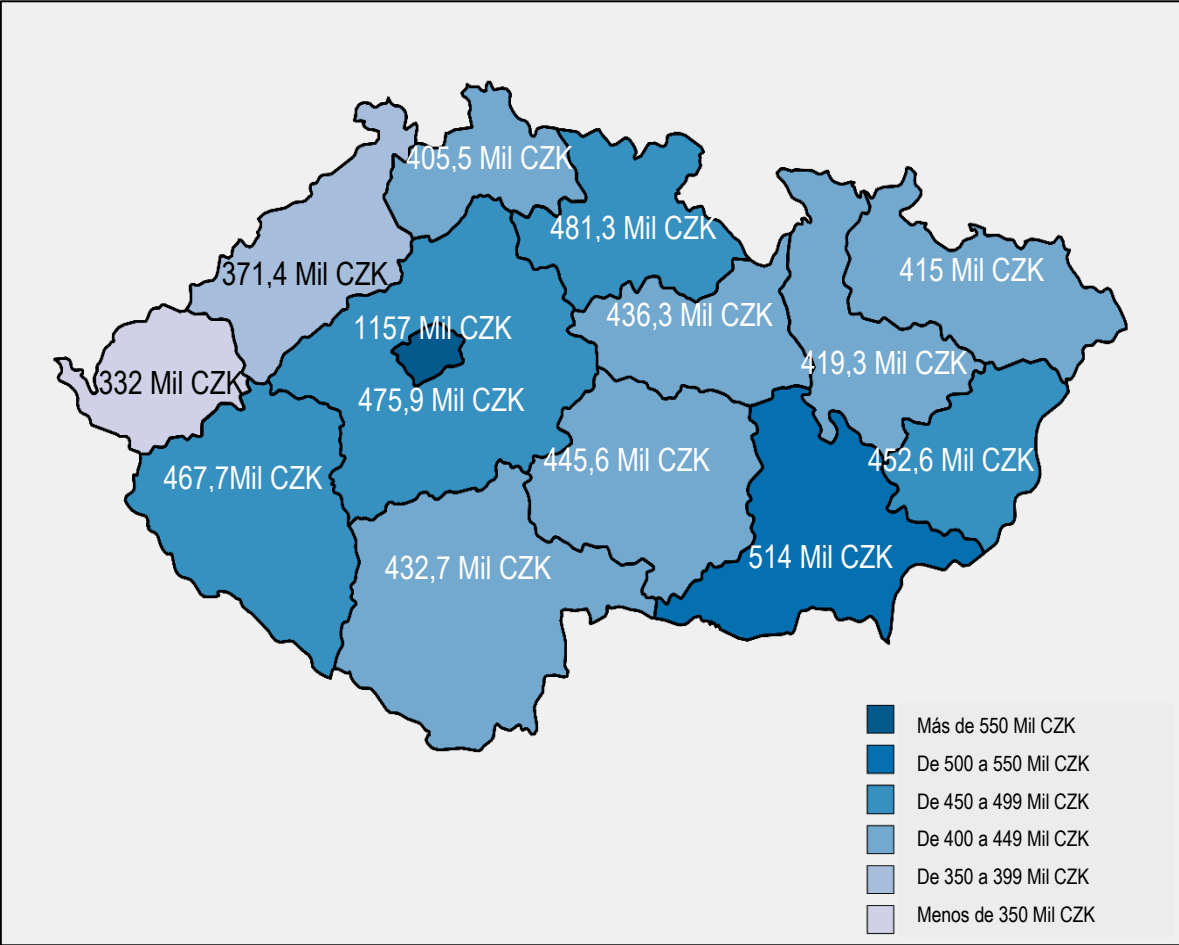 405,5 Mil CZK
481,3 Mil CZK
371,4 Mil CZK
415 Mil CZK
436,3 Mil CZK
1157 Mil CZK
419,3 Mil CZK
332 Mil CZK
475,9 Mil CZK
445,6 Mil CZK
452,6 Mil CZK
467,7Mil CZK
514 Mil CZK
432,7 Mil CZK
Más de 550 Mil CZK
De 500 a 550 Mil CZK
De 450 a 499 Mil CZK
De 400 a 449 Mil CZK
De 350 a 399 Mil CZK
Menos de 350 Mil CZK